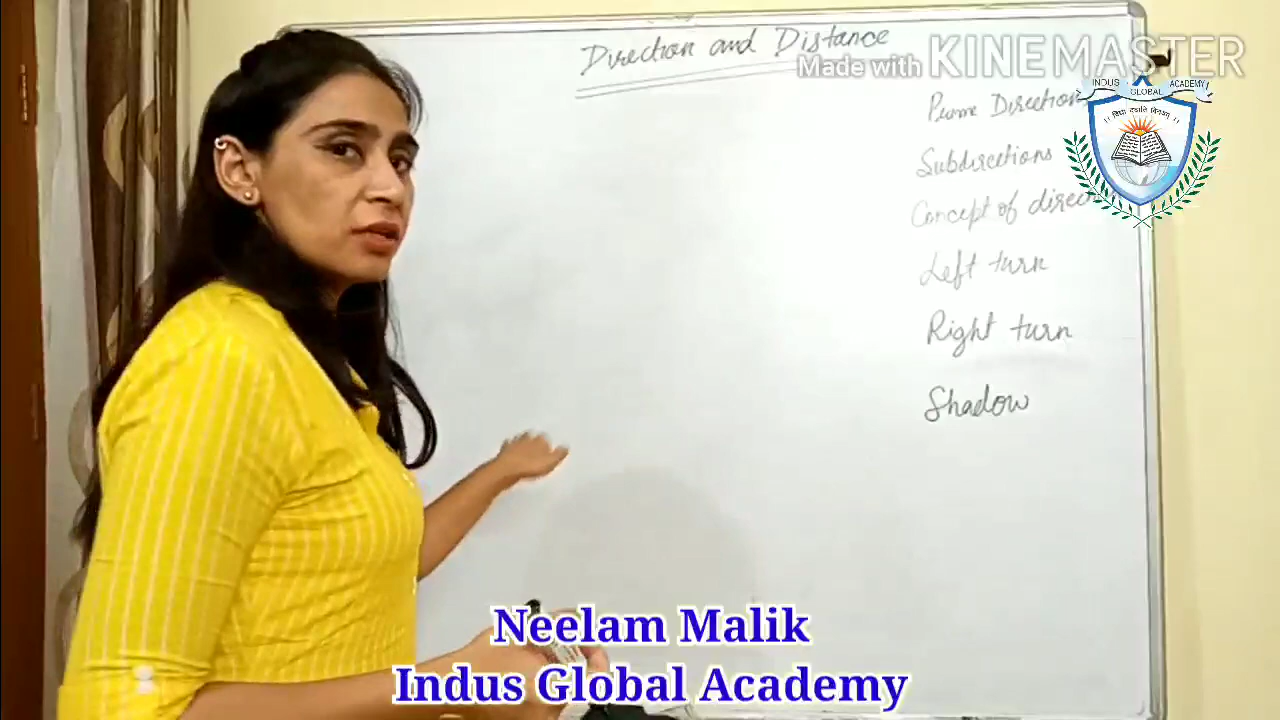 Direction and Distance
Made with KINEMASTER
INDUS GLOBAL ACADEMY
Prime Direction
Subdirections
Concept of direc
Left turn
Right turn
Shadow
Neelam Malik
Indus Global Academy